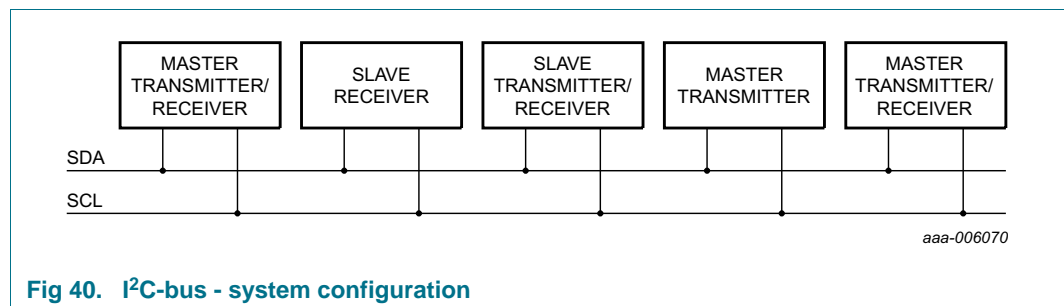 MASTER
TRANSMITTER/
RECEIVER
SLAVE
RECEIVER
SLAVE
TRANSMITTER/
RECEIVER
MASTER
TRANSMITTER
MASTER
TRANSMITTER/
RECEIVER
SDA
SCL
aaa-006070
Fig 40. I²C-bus - system configuration